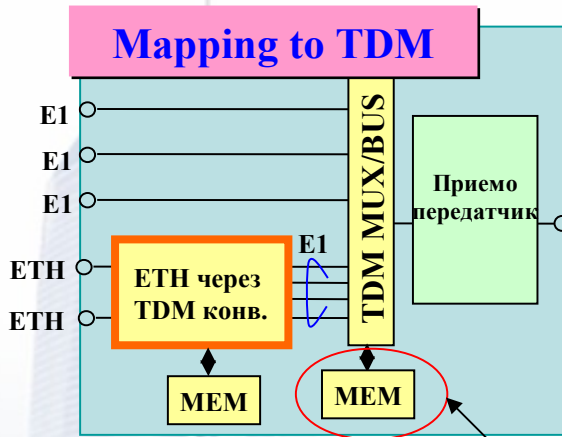 Mapping to TDM
E1
E1
E1
ETH
ETH
ETH через
TDM конв.
E1
MEM
TDM MUX/BUS
MEM
Приемо
передатчик